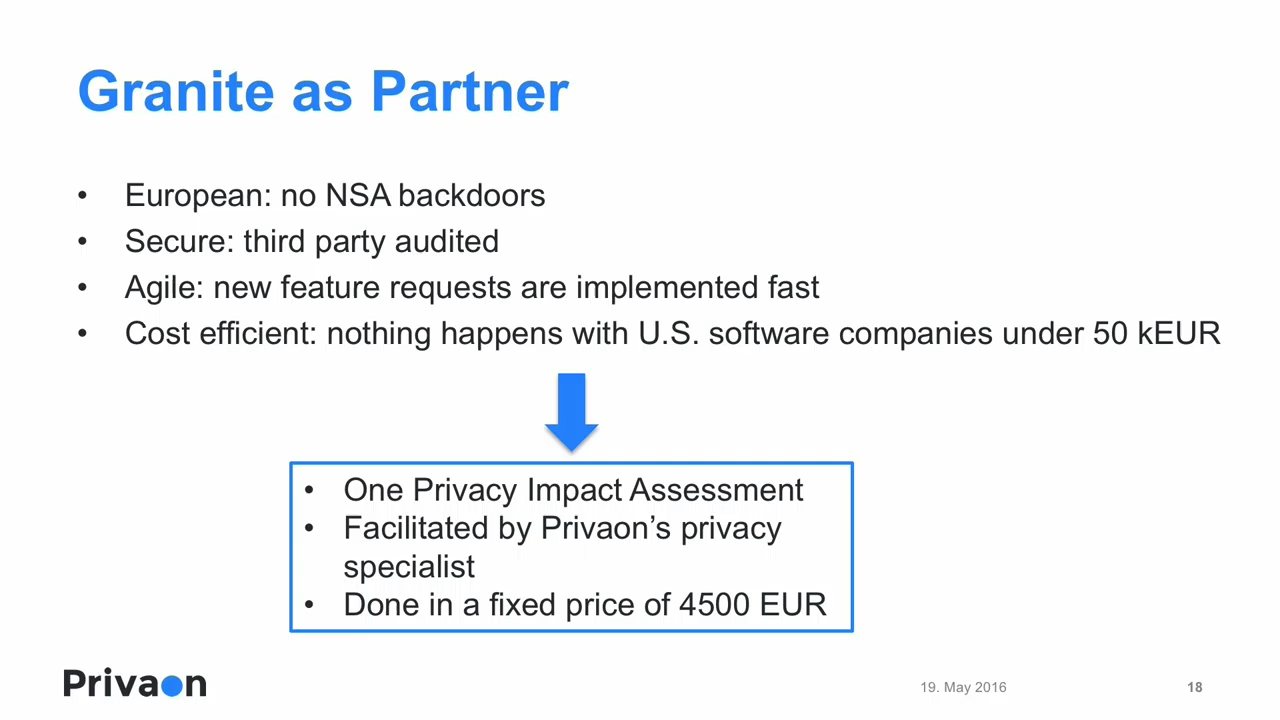 Granite as Partner
• European: no NSA backdoors
• Secure: third party audited
• Agile: new feature requests are implemented fast
• Cost efficient: nothing happens with U.S. software companies under 50 kEUR
• One Privacy Impact Assessment
• Facilitated by Privaon’s privacy
specialist
• Done in a fixed price of 4500 EUR
Privaon
19. May 2016
18